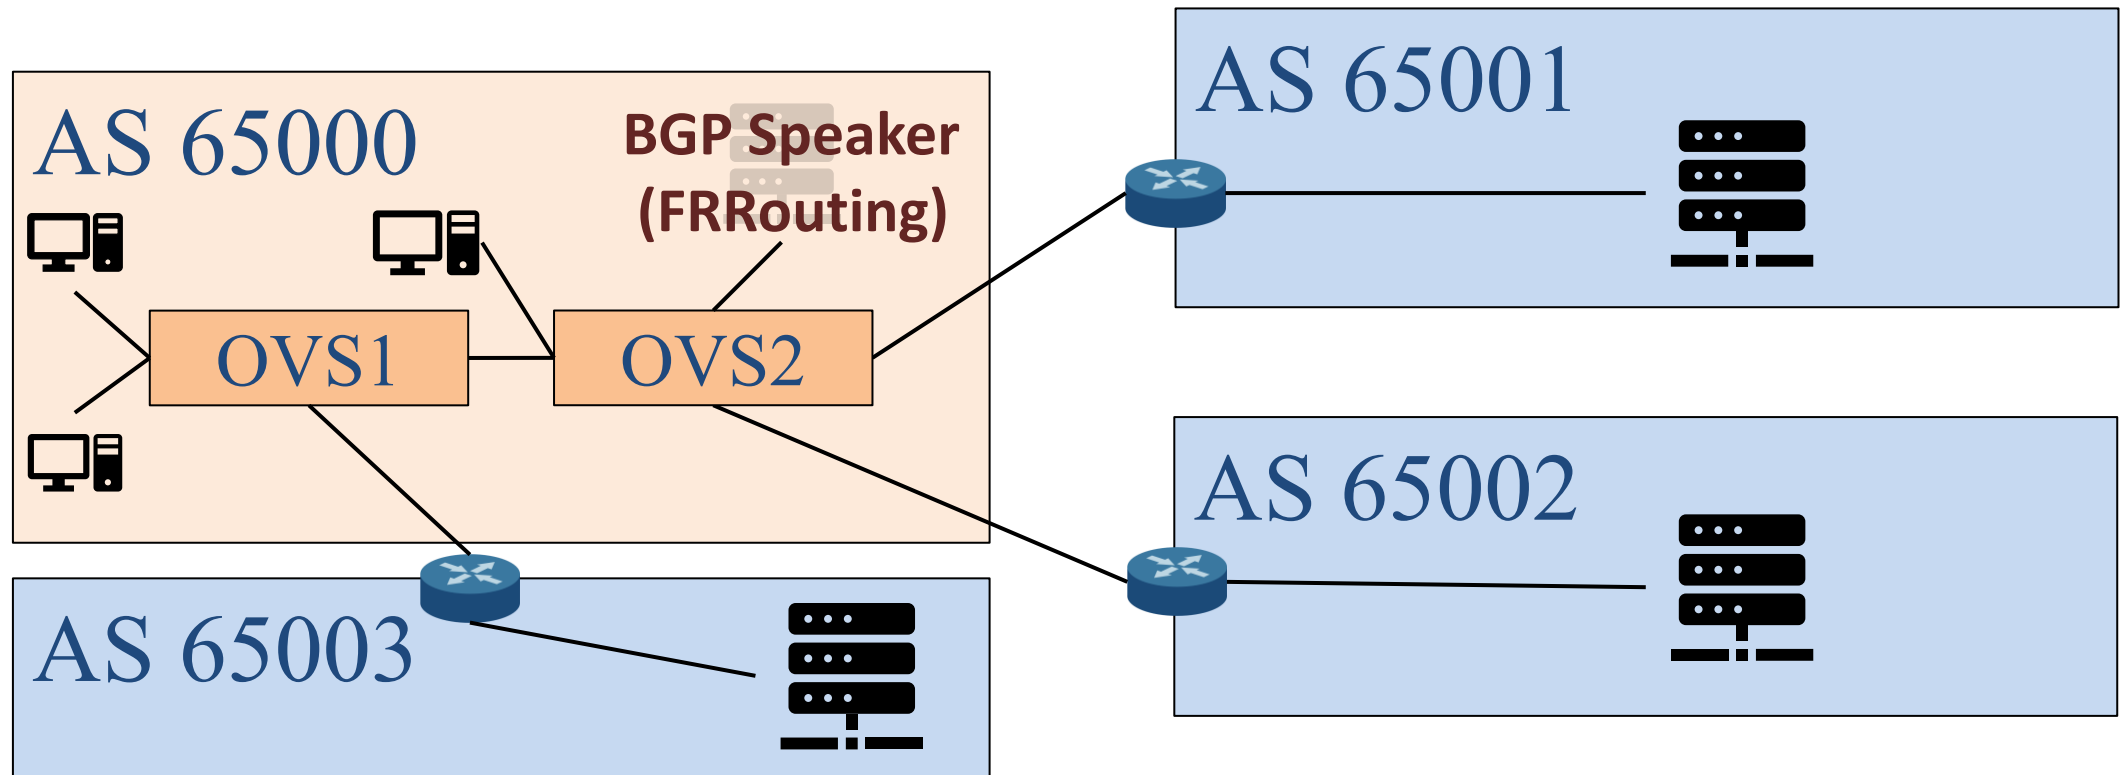 AS 65000
BGP Speaker
(FRRouting)
OVS1
OVS2
AS 65001
AS 65002
AS 65003